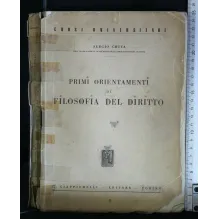 CORSI UNIVERSITARI
SERGIO COTTA
PRIMI ORIENTAMENTI
DI
FILOSOFIA DEL DIRITTO
G. GIAPPICHELLI - EDITORE - TORINO